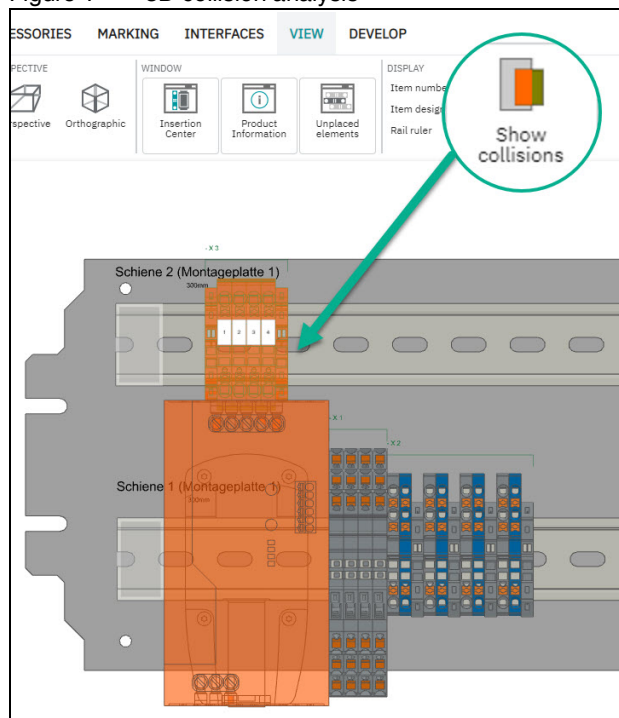 ESSORIES MARKING INTERFACES VIEW DEVELOP
SPECTIVE WINDOW DISPLAY
rspective Orthographic Insertion Center Product Information Unplaced elements
Item numbe
Item desig
Rail ruler
Show
collisions
-X3
Schiene 2 (Montageplatte 1)
300mm
1 2 3 4
-X1
-X2
Schiene 1 (Montageplatte 1)